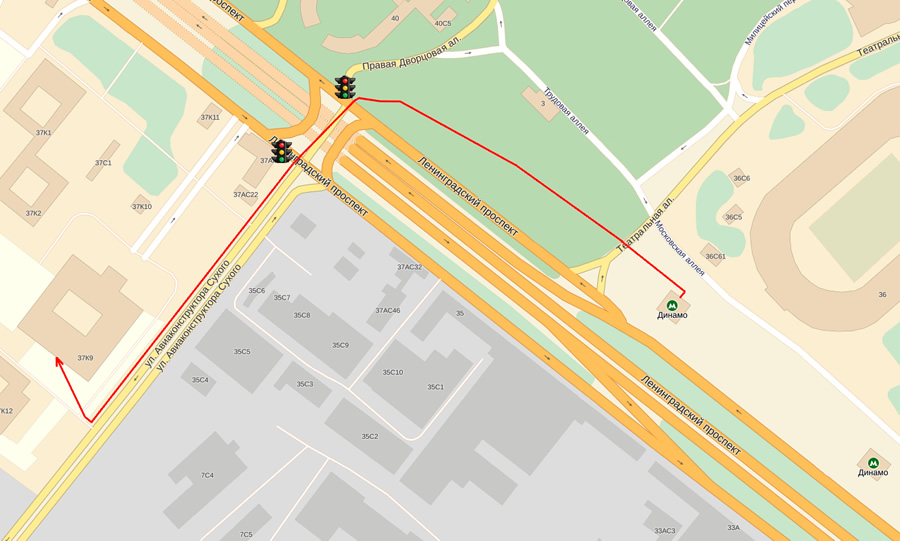 проспект
40
40С5
Правая Дворцовая ал.
Милицейский пер
Театральн
37К11
3
Трудовая аллея
37К1
37С1
Ленинградский проспект
Ленинградский проспект
36С6
37АС22
37К2
37К10
36С5
Театральная ал.
Московская аллея
36С61
37АС32
36
ул. Авиаконструктора Сухого
ул. Авиаконструктора Сухого
35С6
35С7
35С8
37АС46
35
Динамо
35С5
35С9
37К9
35С4
35С3
35С10
35С1
Ленинградский проспект
35С2
7С4
Динамо
33АС3
33А
7С5